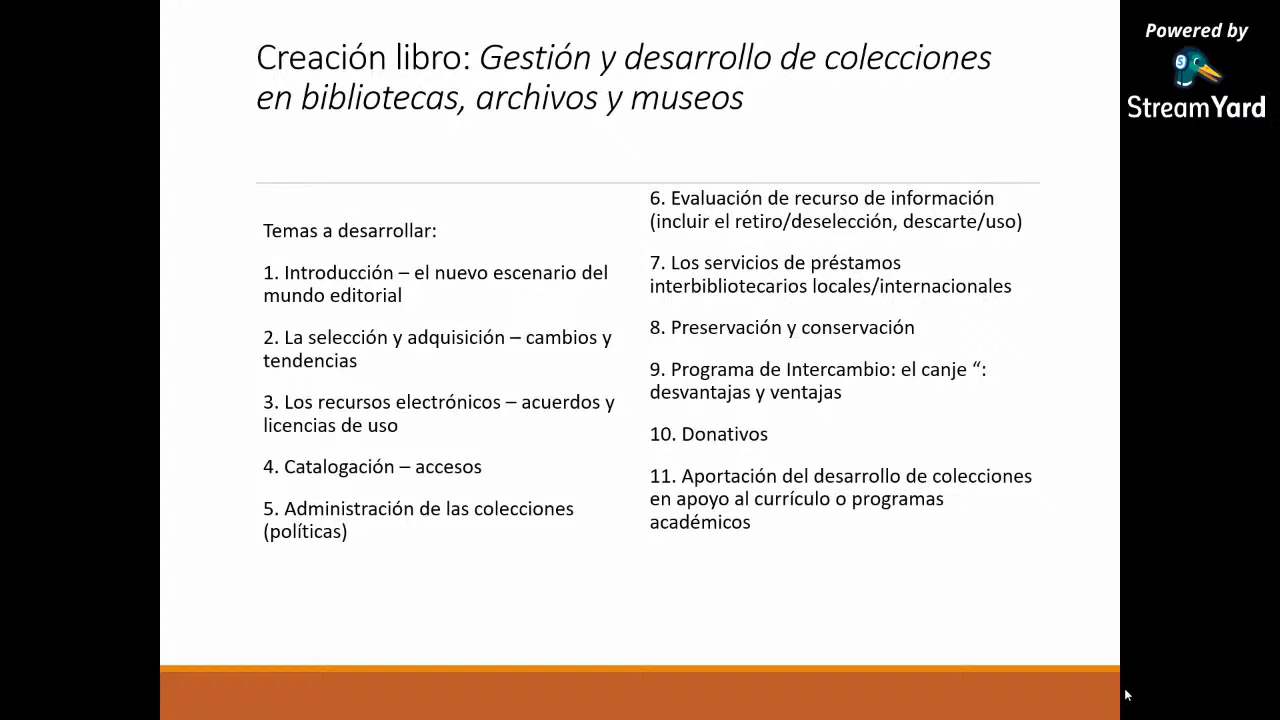 Creación libro: Gestión y desarrollo de colecciones
en bibliotecas, archivos y museos
Temas a desarrollar:
1. Introducción – el nuevo escenario del
mundo editorial
2. La selección y adquisición – cambios y
tendencias
3. Los recursos electrónicos – acuerdos y
licencias de uso
4. Catalogación – accesos
5. Administración de las colecciones
(políticas)
6. Evaluación de recurso de información
(incluir el retiro/deselección, descarte/uso)
7. Los servicios de préstamos
interbibliotecarios locales/internacionales
8. Preservación y conservación
9. Programa de Intercambio: el canje “:
desvantajas y ventajas
10. Donativos
11. Aportación del desarrollo de colecciones
en apoyo al currículo o programas
académicos
Powered by
S
StreamYard